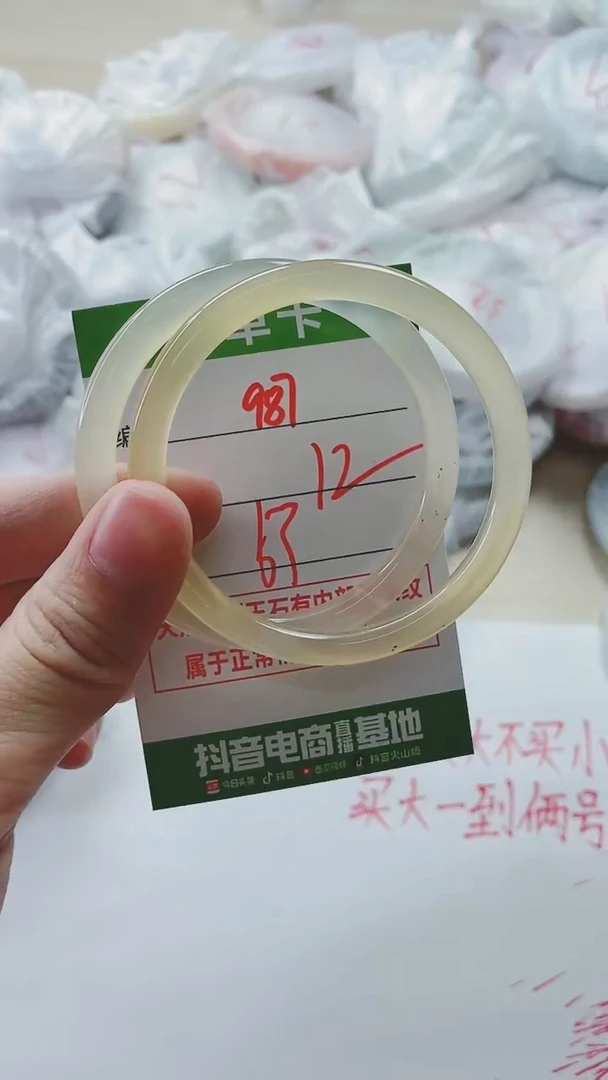 单卡
编
987
12
67
属于正常
抖音电商直播基地
今日头条 抖音 西瓜视频 抖音火山版
大不买小
买大一到俩号